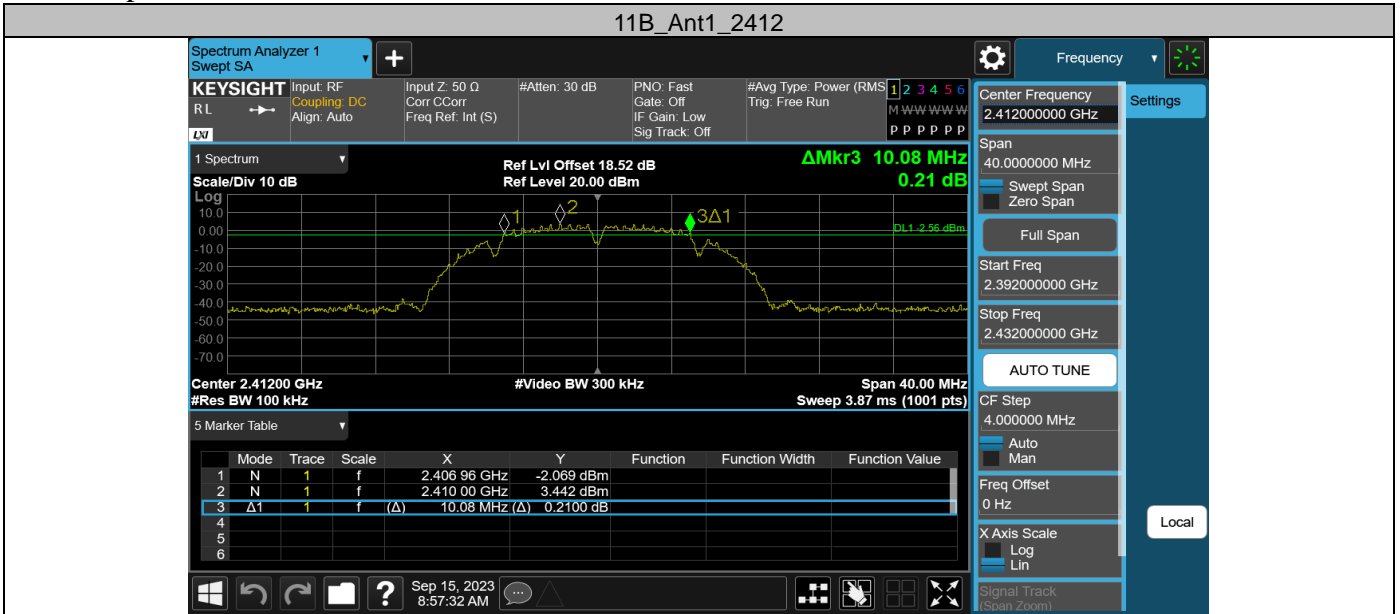 11B_Ant1_2412
Spectrum Analyzer 1
Swept SA
Frequency
KEYSIGHT
RL
LXI
Input: RF
Coupling: DC
Align: Auto
Input Z: 50 Ω
Corr CCorr
Freq Ref: Int (S)
#Atten: 30 dB
PNO: Fast
Gate: Off
IF Gain: Low
Sig Track: Off
#Avg Type: Power (RMS
Trig: Free Run
1 2 3 4 5 6
M W W W W W
P P P P P P
1 Spectrum
Scale/Div 10 dB
Ref Lvl Offset 18.52 dB
Ref Level 20.00 dBm
ΔMkr3 10.08 MHz
0.21 dB
Log
10.0
0.00
-10.0
-20.0
-30.0
-40.0
-50.0
-60.0
-70.0
1
2
3Δ1
DL1 -2.56 dBm
Center 2.41200 GHz
#Video BW 300 kHz
Span 40.00 MHz
#Res BW 100 kHz
Sweep 3.87 ms (1001 pts)
5 Marker Table
Mode Trace Scale X Y Function Function Width Function Value
1 N 1 f 2.406 96 GHz -2.069 dBm
2 N 1 f 2.410 00 GHz 3.442 dBm
3 Δ1 1 f (Δ) 10.08 MHz (Δ) 0.2100 dB
4
5
6
Sep 15, 2023
8:57:32 AM
Center Frequency
2.412000000 GHz
Settings
Span
40.0000000 MHz
Swept Span
Zero Span
Full Span
Start Freq
2.392000000 GHz
Stop Freq
2.432000000 GHz
AUTO TUNE
CF Step
4.000000 MHz
Auto
Man
Freq Offset
0 Hz
Local
X Axis Scale
Log
Lin
Signal Track
(Span Zoom)